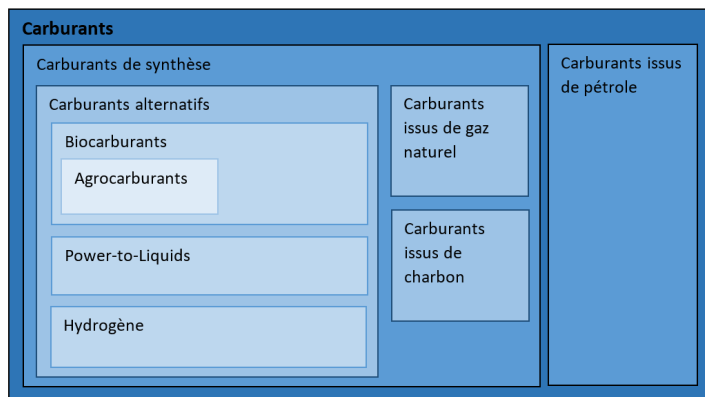 Carburants
Carburants de synthèse
Carburants alternatifs
Biocarburants
Agrocarburants
Power-to-Liquids
Hydrogène
Carburants
issus de gaz
naturel
Carburants
issus de
charbon
Carburants issus
de pétrole